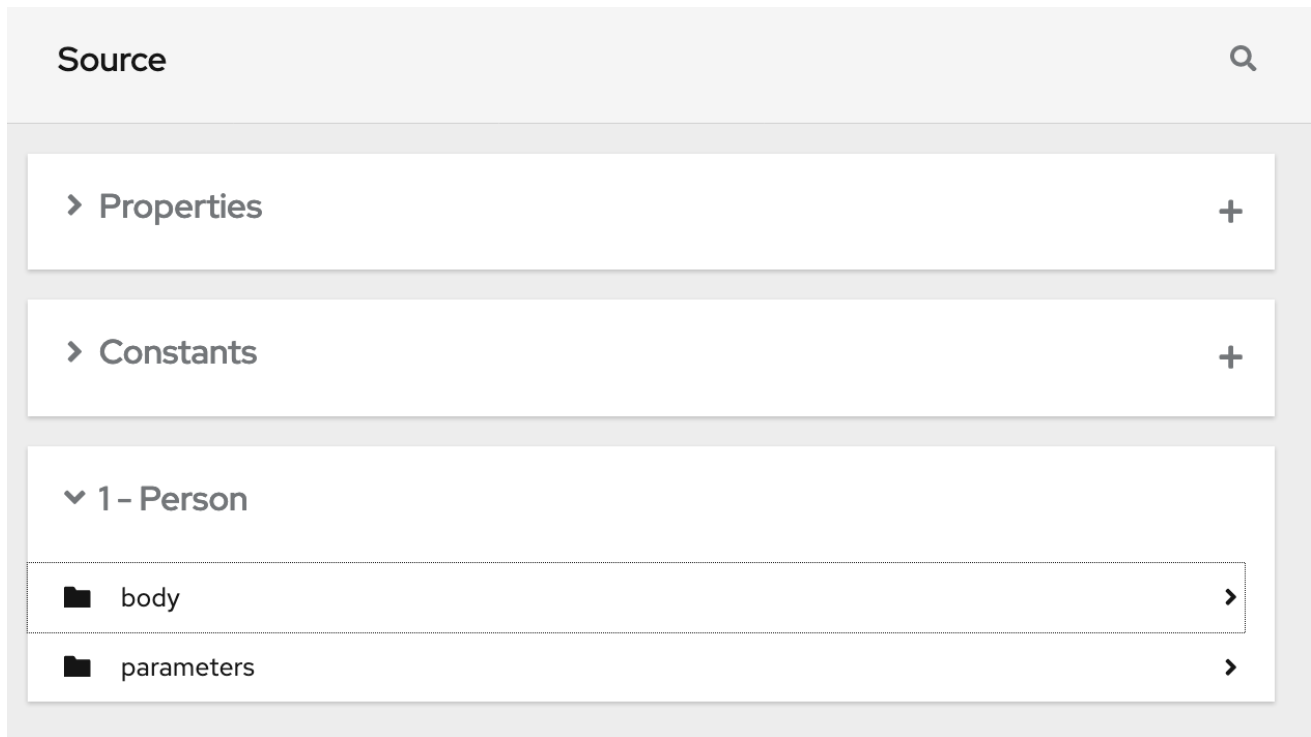 Source
Properties
Constants
1 - Person
body
parameters